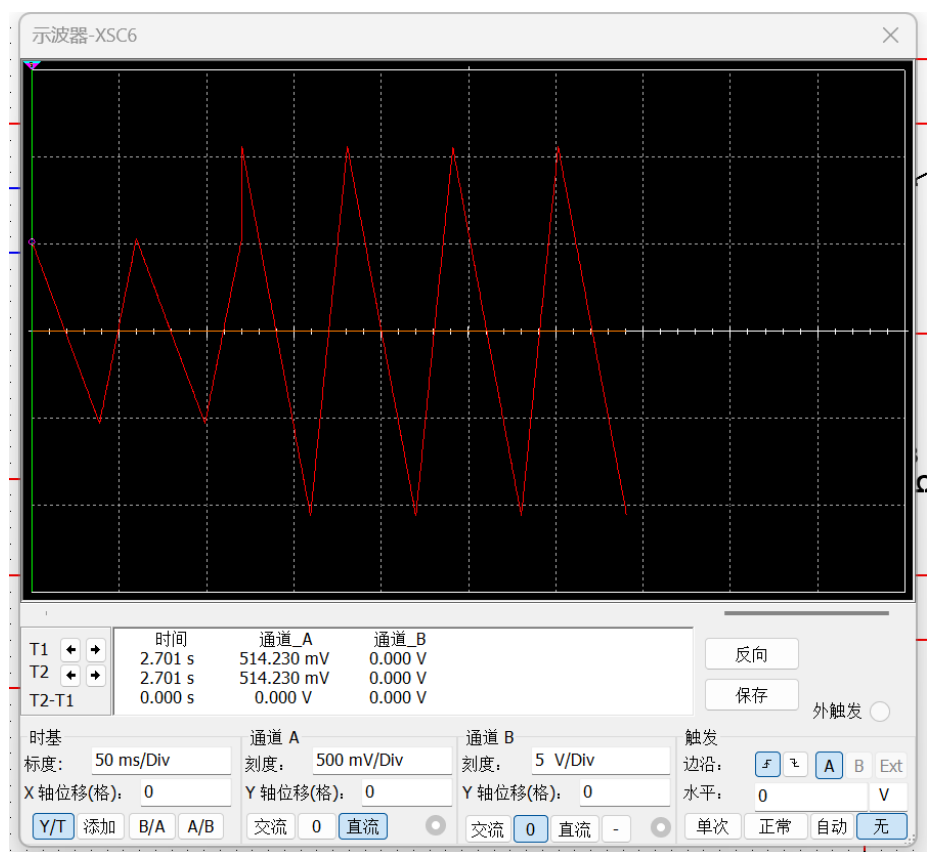 示波器-XSC6
时间 通道_A 通道_B
T1 2.701 s 514.230 mV 0.000 V
T2 2.701 s 514.230 mV 0.000 V
T2-T1 0.000 s 0.000 V 0.000 V
反向
保存
外触发
时基 通道 A 通道 B 触发
标度: 50 ms/Div 刻度: 500 mV/Div 刻度: 5 V/Div 边沿: A B Ext
X 轴位移(格): 0 Y 轴位移(格): 0 Y 轴位移(格): 0 水平: 0 V
Y/T 添加 B/A A/B 交流 0 直流 交流 0 直流 - 单次 正常 自动 无
Ω